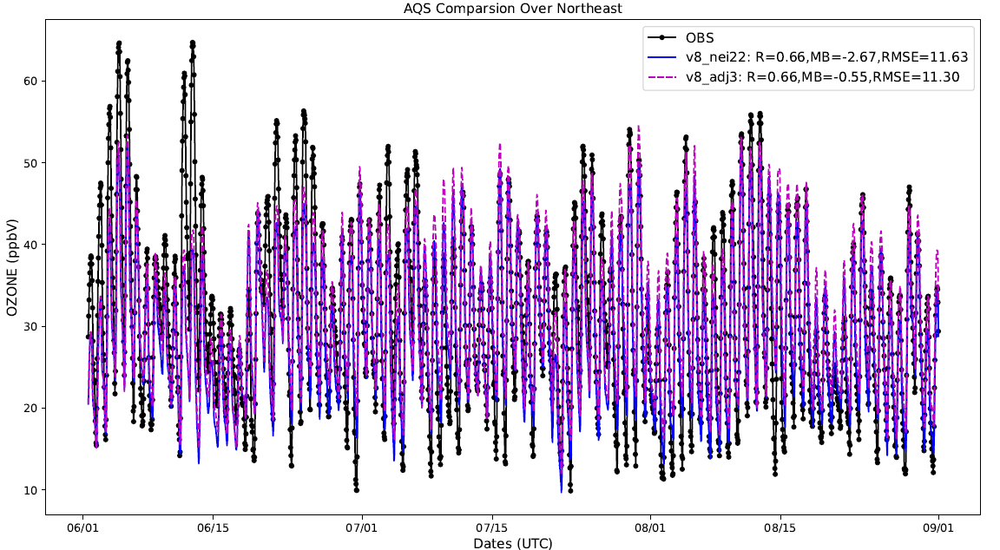 AQS Comparsion Over Northeast
OBS
v8_nei22: R=0.66,MB=-2.67,RMSE=11.63
v8_adj3: R=0.66,MB=-0.55,RMSE=11.30
OZONE (ppbV)
60
50
40
30
20
10
06/01 06/15 07/01 07/15 08/01 08/15 09/01
Dates (UTC)